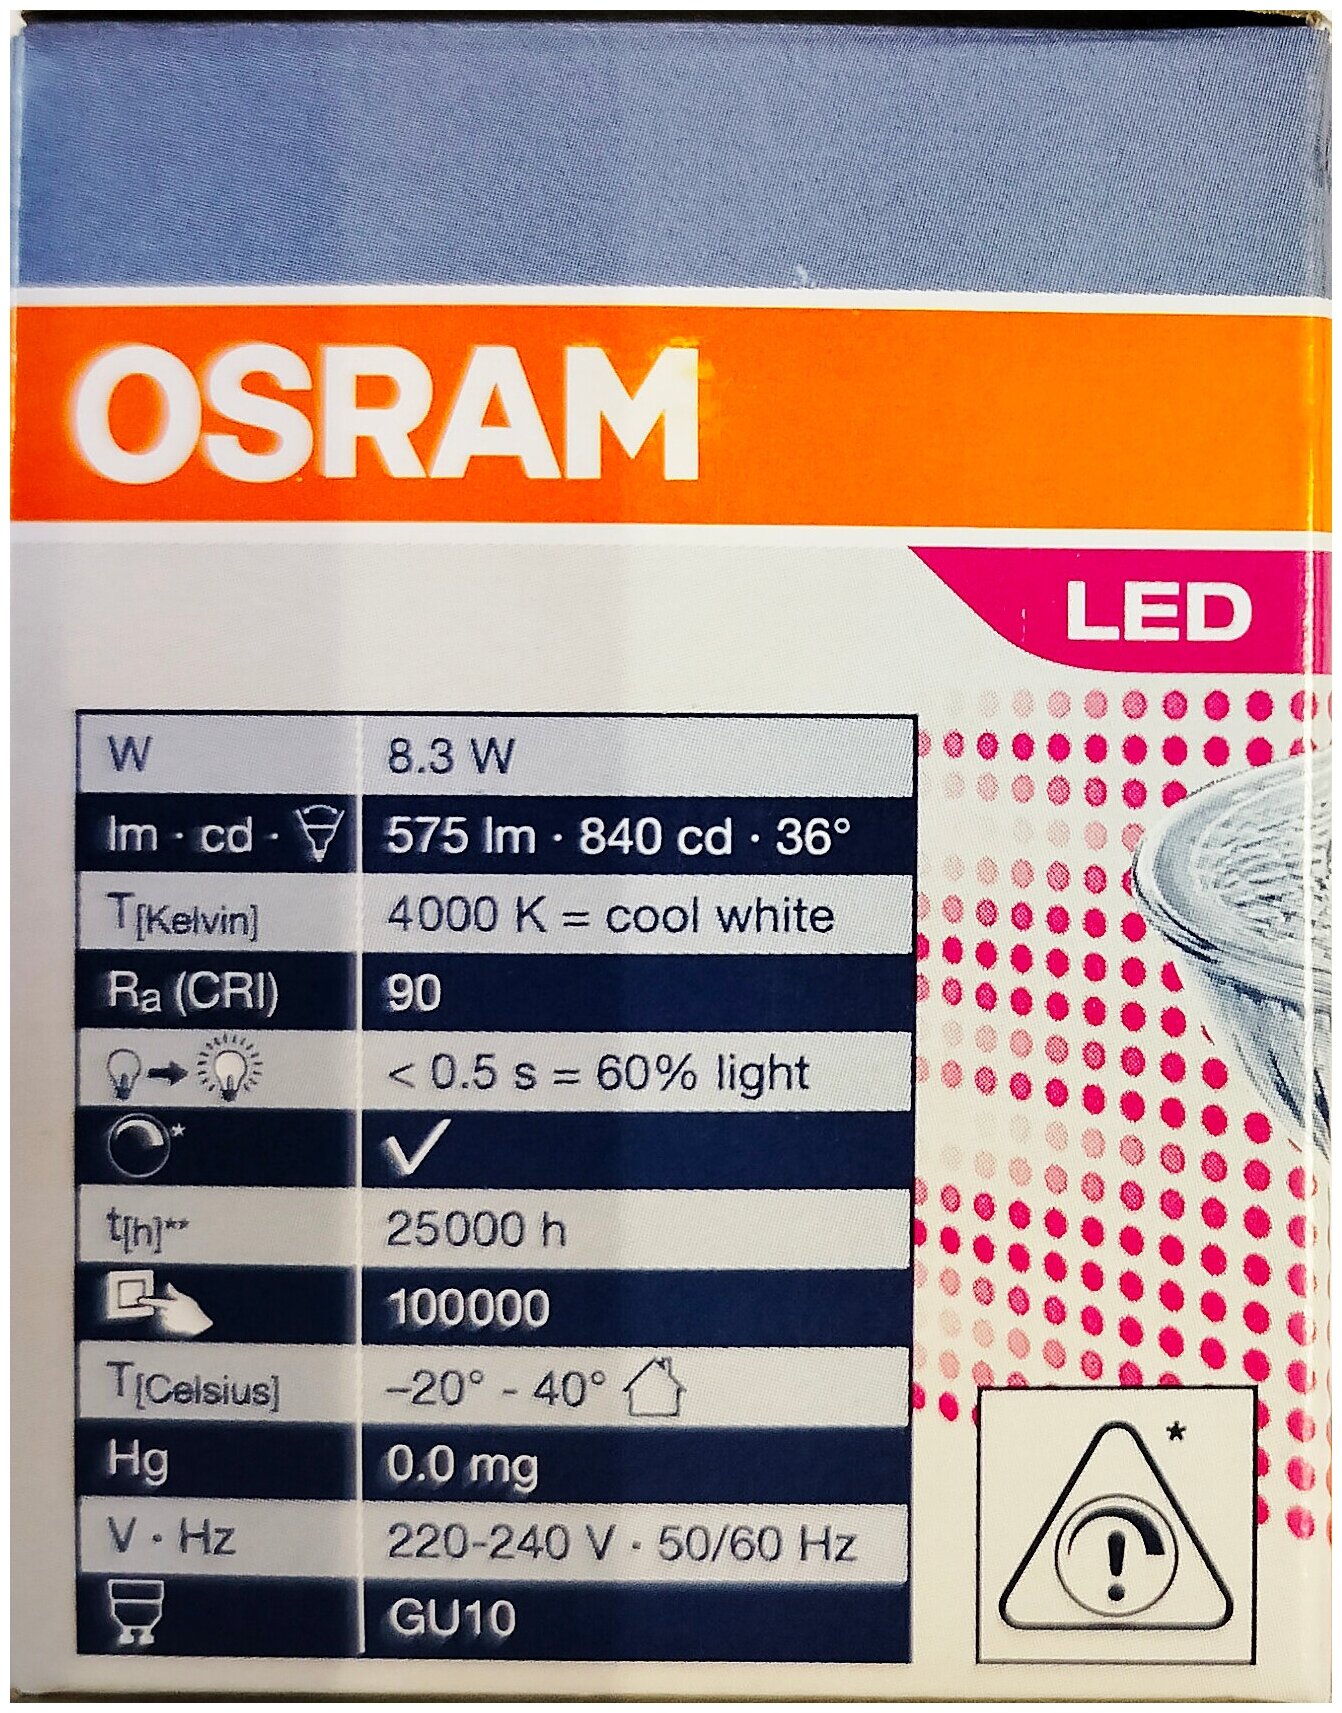 OSRAM
LED
W 8.3 W
lm · cd · 575 lm · 840 cd · 36°
T[Kelvin] 4000 K = cool white
Ra (CRI) 90
< 0.5 s = 60% light
* ✓
t[h]** 25000 h
100000
T[Celsius] –20° - 40°
Hg 0.0 mg
V · Hz 220-240 V · 50/60 Hz
GU10
*
!